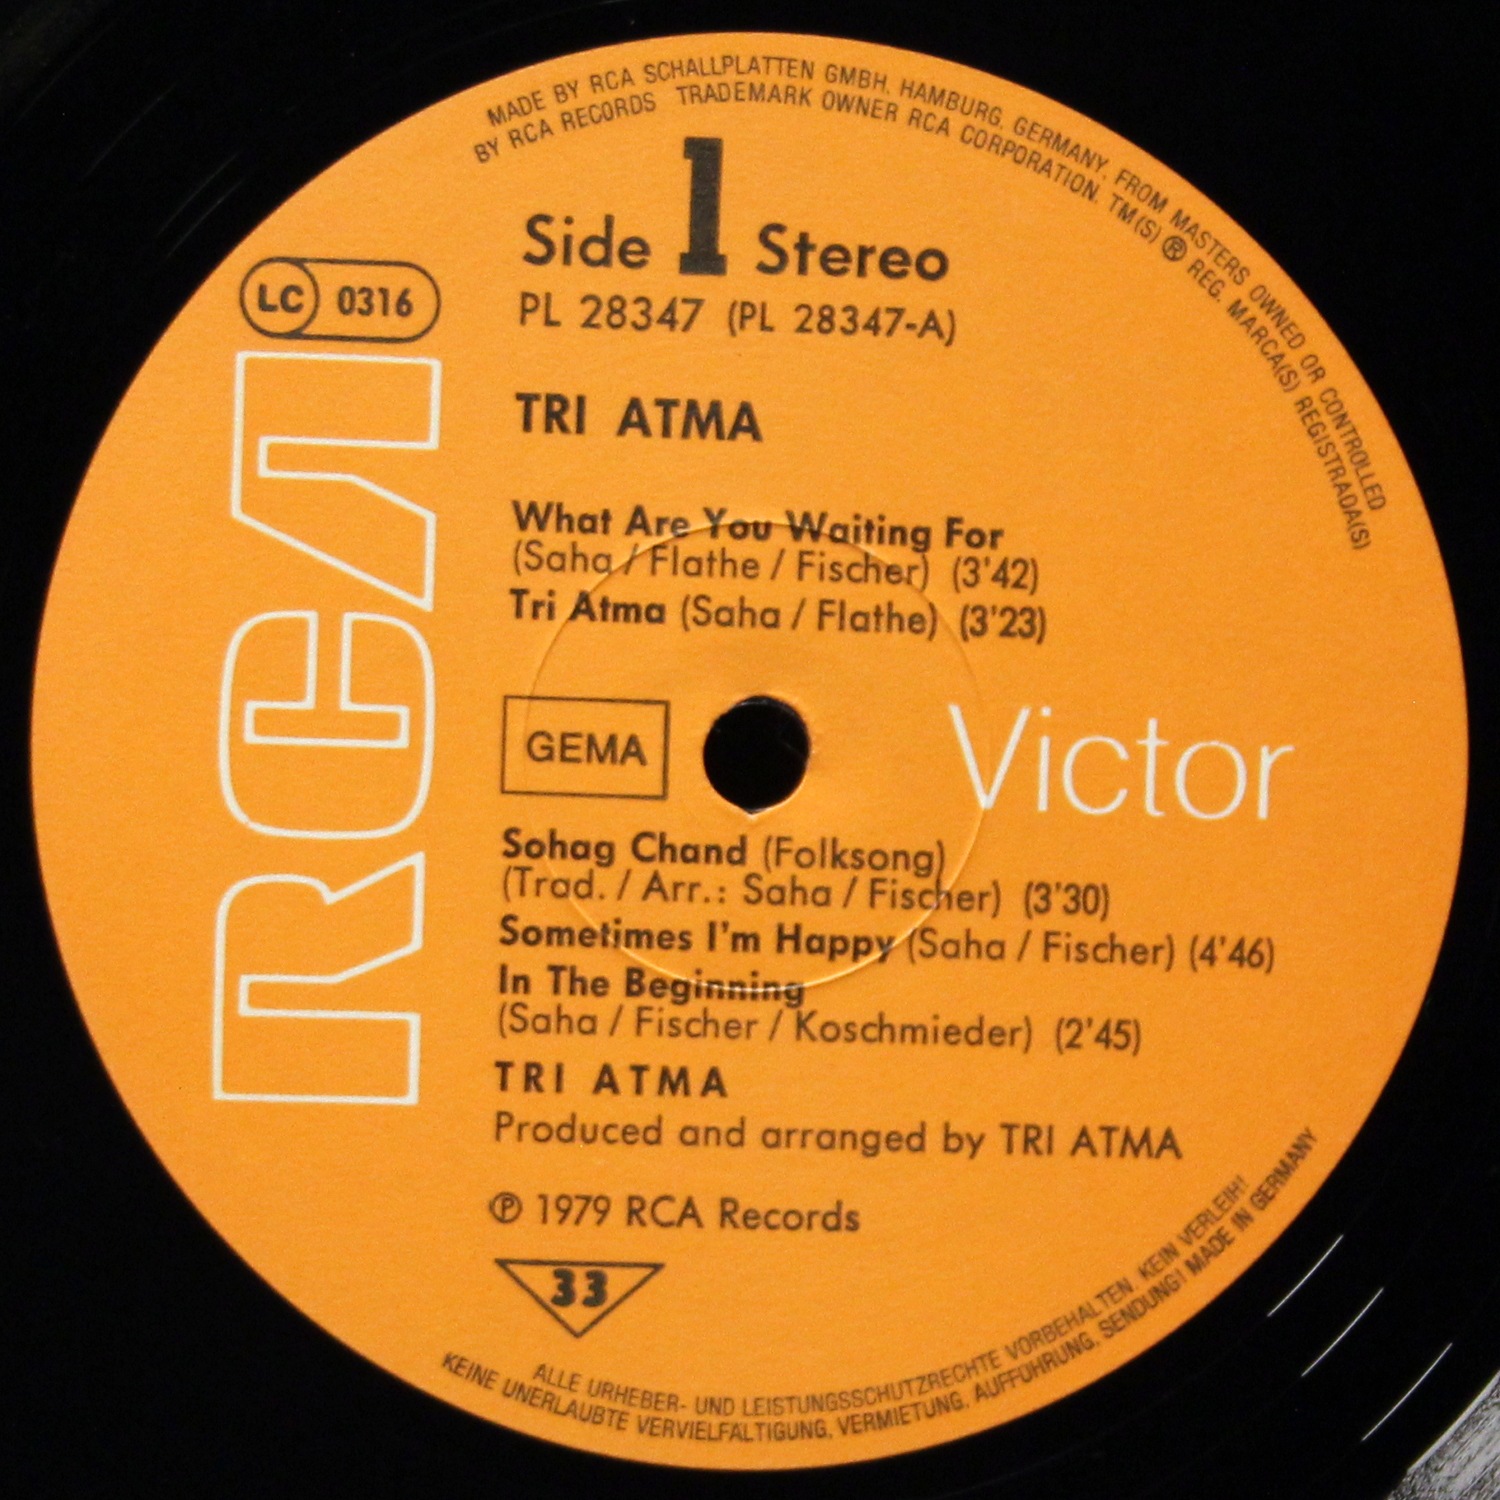 MADE BY RCA SCHALLPLATTEN GMBH, HAMBURG, GERMANY, FROM MASTERS OWNED OR CONTROLLED
BY RCA RECORDS TRADEMARK OWNER RCA CORPORATION. TM(S) ® REG. MARCA(S) REGISTRADA(S)
Side 1 Stereo
PL 28347 (PL 28347-A)
LC 0316
RCA
TRI ATMA
What Are You Waiting For
(Saha / Flathe / Fischer) (3'42)
Tri Atma (Saha / Flathe) (3'23)
GEMA
Victor
Sohag Chand (Folksong)
(Trad. / Arr.: Saha / Fischer) (3'30)
Sometimes I'm Happy (Saha / Fischer) (4'46)
In The Beginning
(Saha / Fischer / Koschmieder) (2'45)
TRI ATMA
Produced and arranged by TRI ATMA
℗ 1979 RCA Records
33
ALLE URHEBER- UND LEISTUNGSSCHUTZRECHTE VORBEHALTEN. KEIN VERLEIH!
KEINE UNERLAUBTE VERVIELFÄLTIGUNG, VERMIETUNG, AUFFÜHRUNG, SENDUNG! MADE IN GERMANY